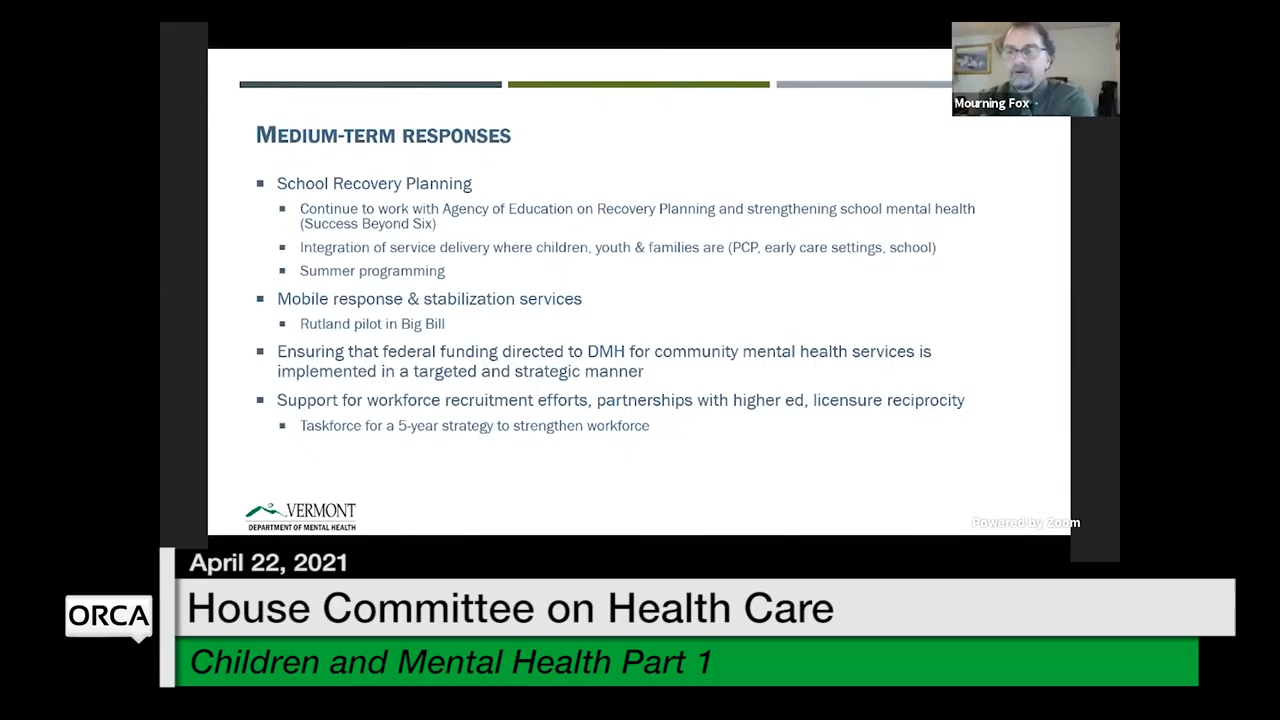 Mourning Fox
MEDIUM-TERM RESPONSES
School Recovery Planning
Continue to work with Agency of Education on Recovery Planning and strengthening school mental health
(Success Beyond Six)
Integration of service delivery where children, youth & families are (PCP, early care settings, school)
Summer programming
Mobile response & stabilization services
Rutland pilot in Big Bill
Ensuring that federal funding directed to DMH for community mental health services is
implemented in a targeted and strategic manner
Support for workforce recruitment efforts, partnerships with higher ed, licensure reciprocity
Taskforce for a 5-year strategy to strengthen workforce
VERMONT
DEPARTMENT OF MENTAL HEALTH
Powered by Zoom
April 22, 2021
ORCA
House Committee on Health Care
Children and Mental Health Part 1